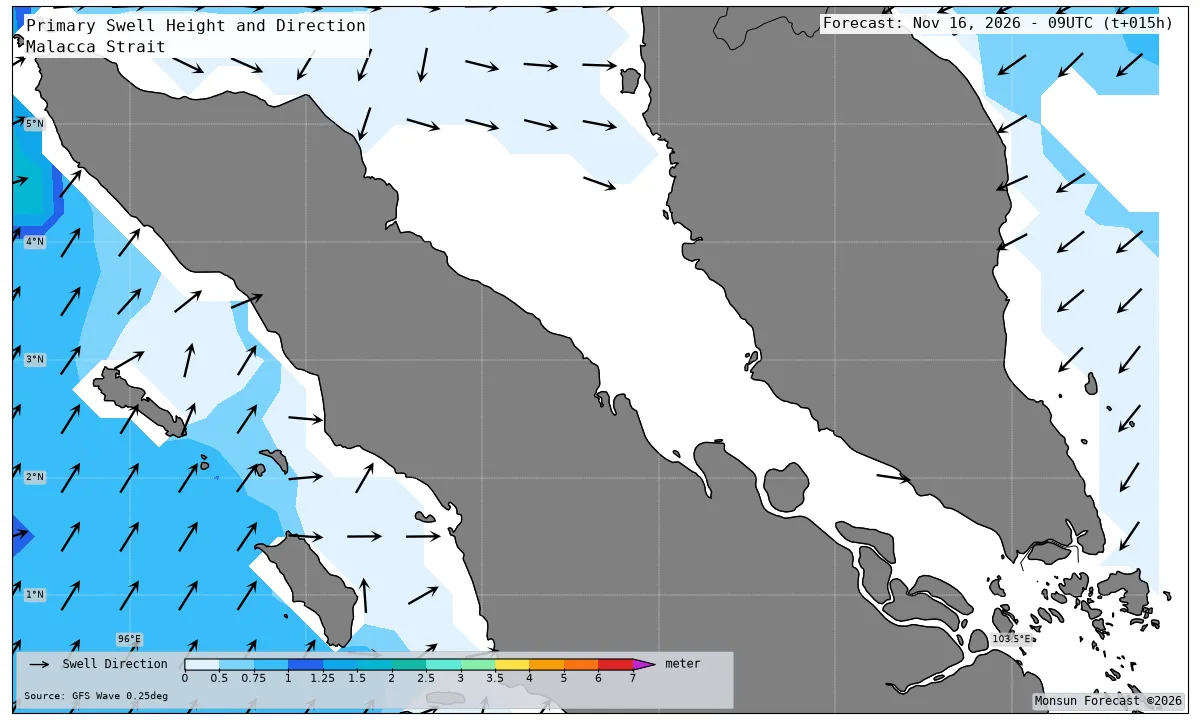 Primary Swell Height and Direction
Malacca Strait
Forecast: Nov 16, 2026 - 09UTC (t+015h)
5°N
4°N
3°N
2°N
1°N
96°E
103.5°E
Swell Direction
0 0.5 0.75 1 1.25 1.5 2 2.5 3 3.5 4 5 6 7
meter
Source: GFS Wave 0.25deg
Monsun Forecast ©2026